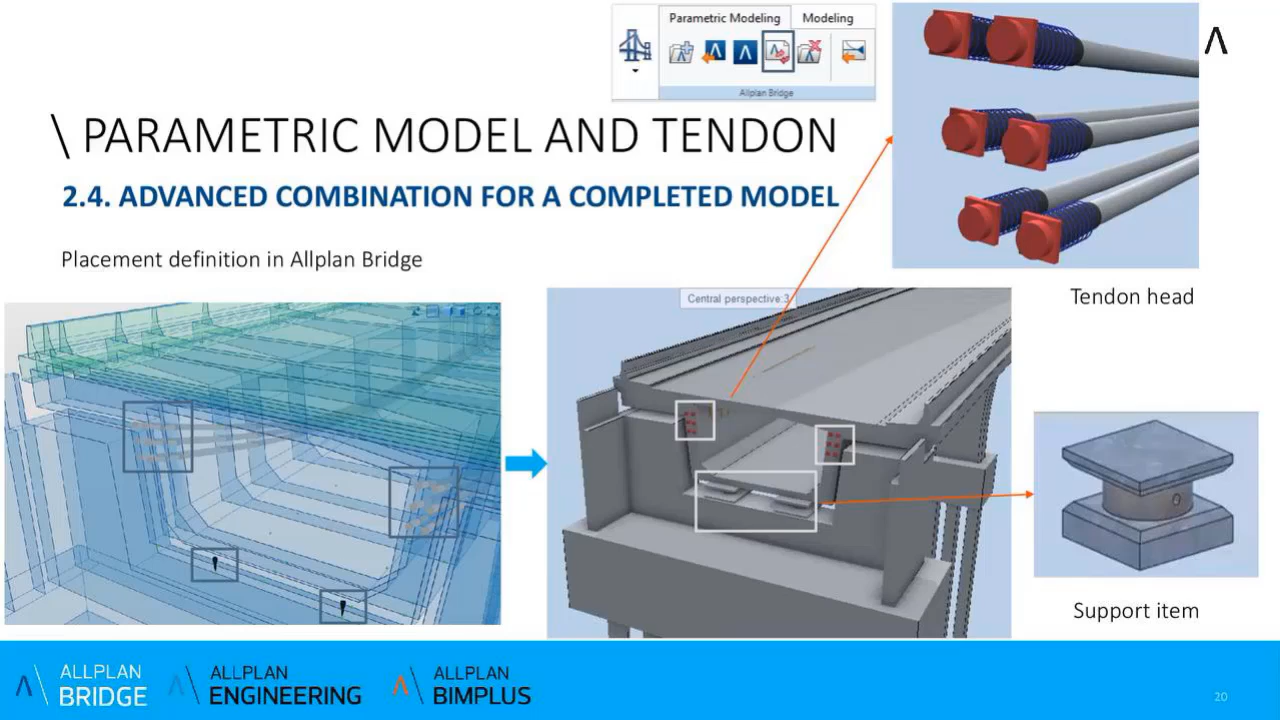 Parametric Modeling
Modeling
Allplan Bridge
\ PARAMETRIC MODEL AND TENDON
2.4. ADVANCED COMBINATION FOR A COMPLETED MODEL
Placement definition in Allplan Bridge
Central perspective:3
Tendon head
Support item
ALLPLAN
BRIDGE
ALLPLAN
ENGINEERING
ALLPLAN
BIMPLUS
20